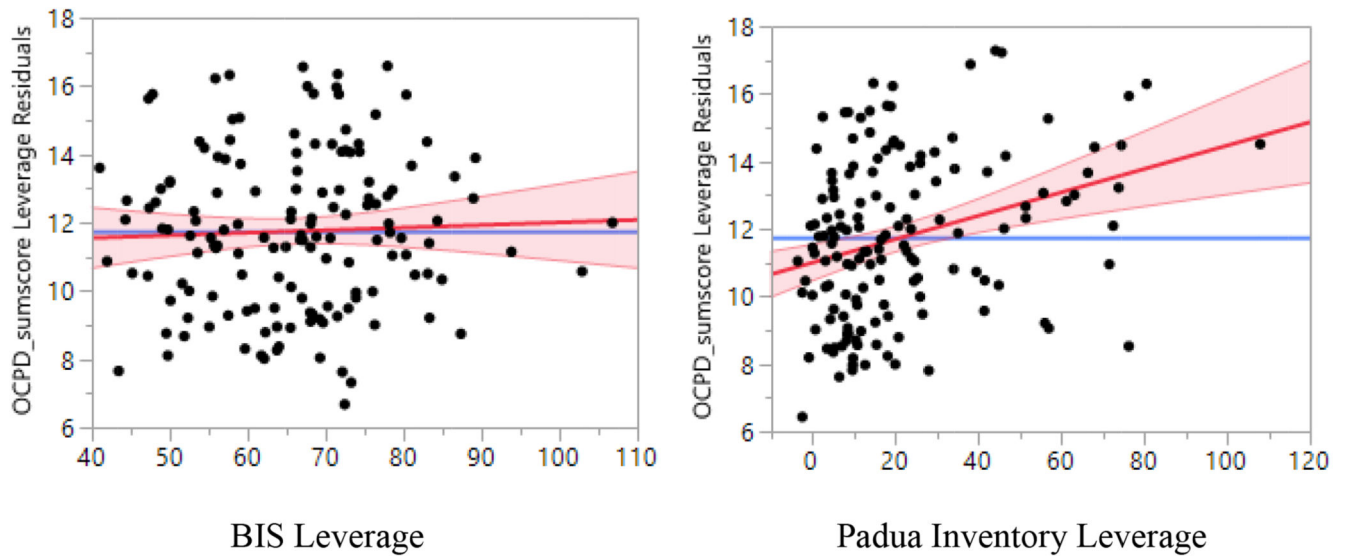 OCPD_sumscore Leverage Residuals
18
16
14
12
10
8
6
40 50 60 70 80 90 100 110
BIS Leverage
OCPD_sumscore Leverage Residuals
18
16
14
12
10
8
6
0 20 40 60 80 100 120
Padua Inventory Leverage